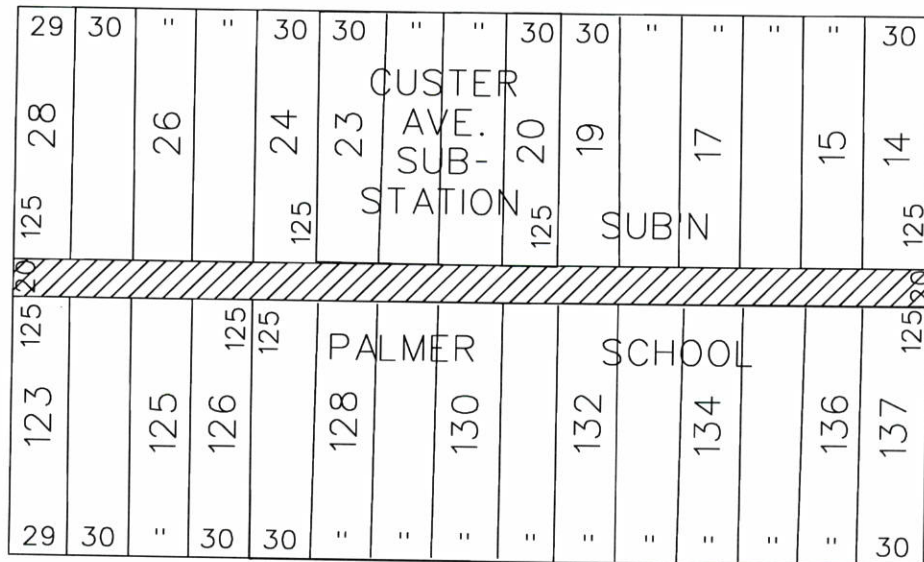 29 30 " " 30 30 " " 30 30 " " " " 30
28 26 24 23 20 19 17 15 14
CUSTER
AVE.
SUB-
STATION
SUB'N
125 125 125 125
20 20
125 125 125 125
PALMER SCHOOL
123 125 126 128 130 132 134 136 137
29 30 " 30 30 " " " " " " " " 30